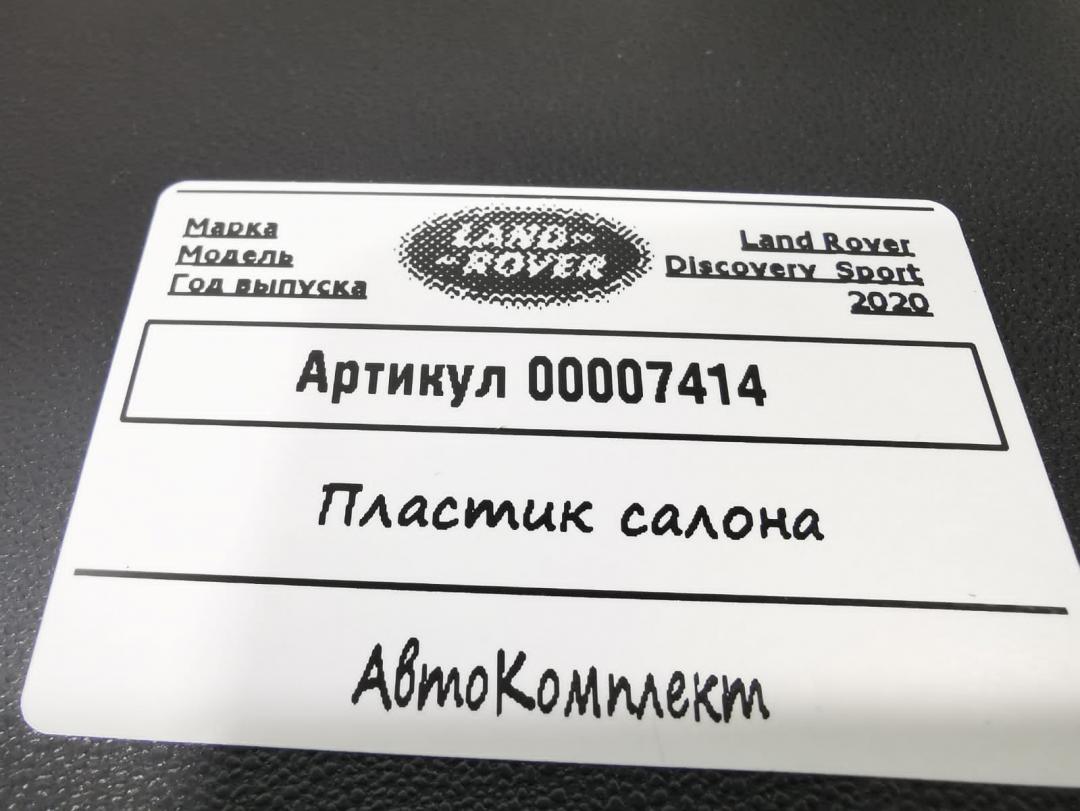 Марка
Модель
Год выпуска
LAND-
-ROVER
Land Rover
Discovery Sport
2020
Артикул 00007414
Пластик салона
АвтоКомплект